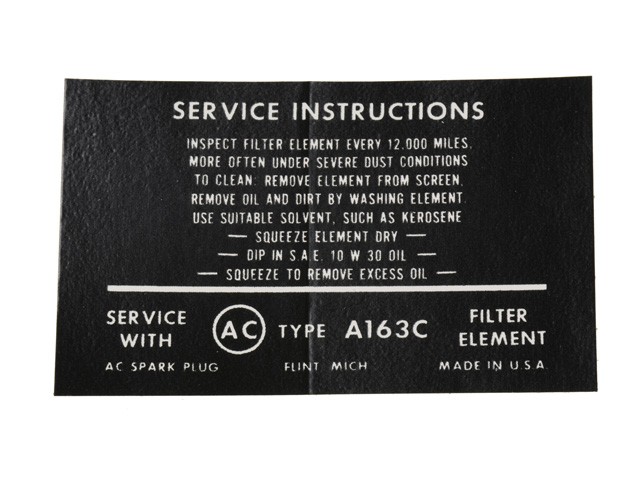 SERVICE INSTRUCTIONS
INSPECT FILTER ELEMENT EVERY 12.000 MILES,
MORE OFTEN UNDER SEVERE DUST CONDITIONS
TO CLEAN: REMOVE ELEMENT FROM SCREEN,
REMOVE OIL AND DIRT BY WASHING ELEMENT.
USE SUITABLE SOLVENT, SUCH AS KEROSENE
— SQUEEZE ELEMENT DRY —
— DIP IN S.A.E. 10 W 30 OIL —
— SQUEEZE TO REMOVE EXCESS OIL —
SERVICE WITH AC TYPE A163C FILTER ELEMENT
AC SPARK PLUG FLINT MICH MADE IN U.S.A.